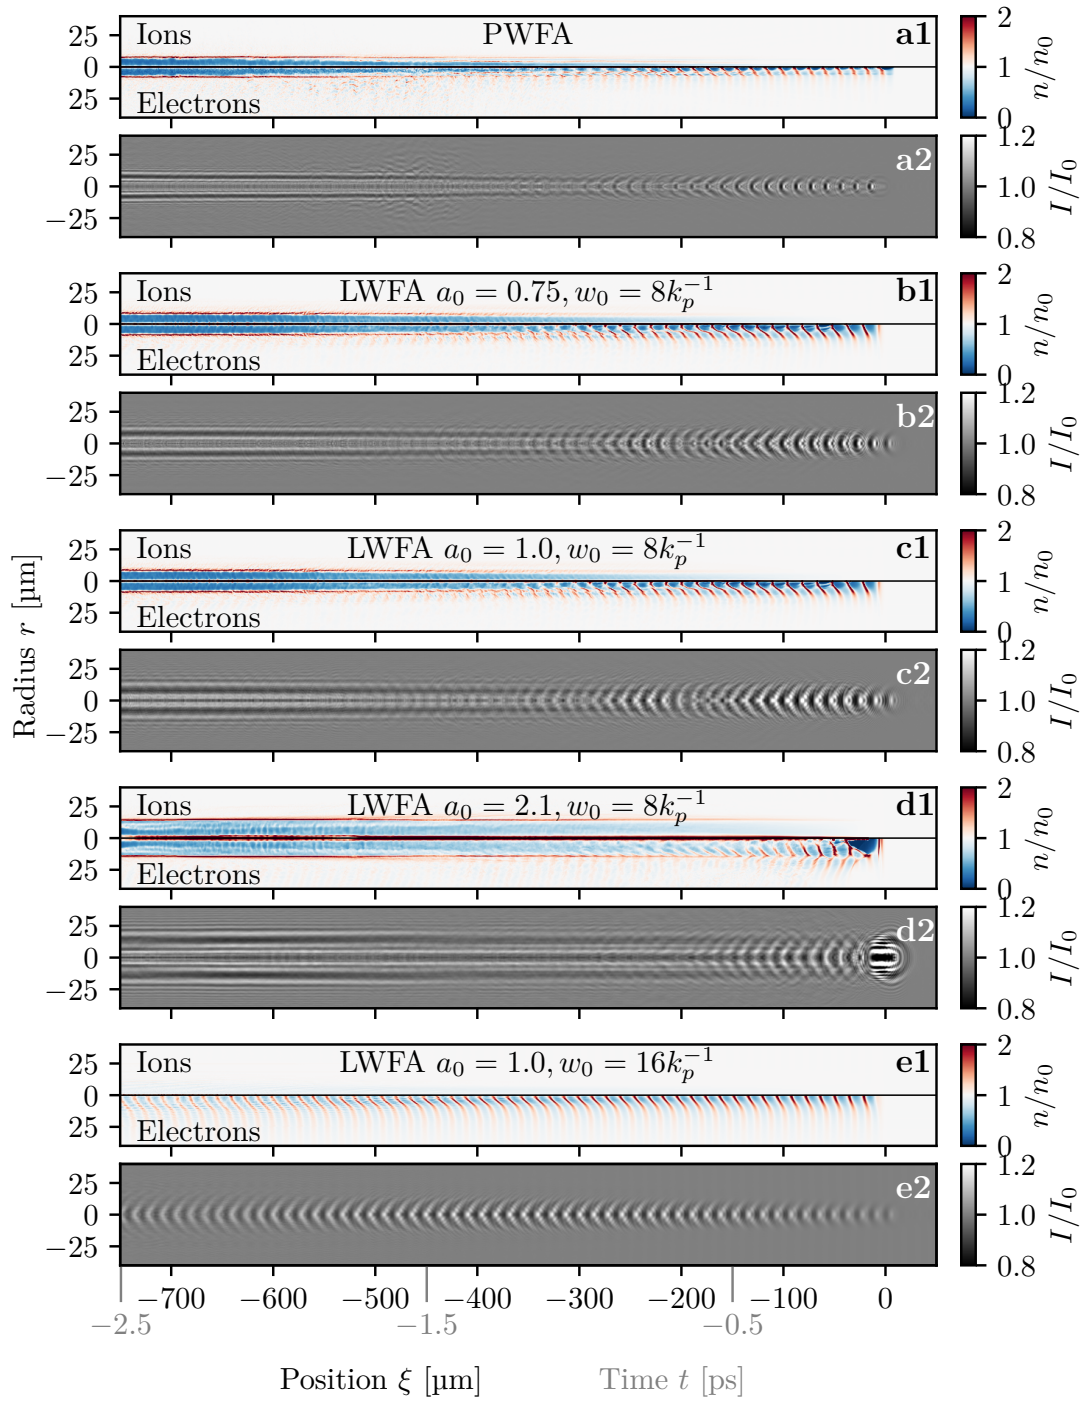 Ions PWFA a1
25
0
25
Electrons
2
1
0
n/n₀
a2
25
0
−25
1.2
1.0
0.8
I/I₀
Ions LWFA a₀ = 0.75, w₀ = 8kₚ⁻¹ b1
25
0
25
Electrons
2
1
0
n/n₀
b2
25
0
−25
1.2
1.0
0.8
I/I₀
Ions LWFA a₀ = 1.0, w₀ = 8kₚ⁻¹ c1
25
0
25
Electrons
2
1
0
n/n₀
Radius r [µm]
c2
25
0
−25
1.2
1.0
0.8
I/I₀
Ions LWFA a₀ = 2.1, w₀ = 8kₚ⁻¹ d1
25
0
25
Electrons
2
1
0
n/n₀
d2
25
0
−25
1.2
1.0
0.8
I/I₀
Ions LWFA a₀ = 1.0, w₀ = 16kₚ⁻¹ e1
25
0
25
Electrons
2
1
0
n/n₀
e2
25
0
−25
1.2
1.0
0.8
I/I₀
−700 −600 −500 −400 −300 −200 −100 0
−2.5 −1.5 −0.5
Position ξ [µm] Time t [ps]